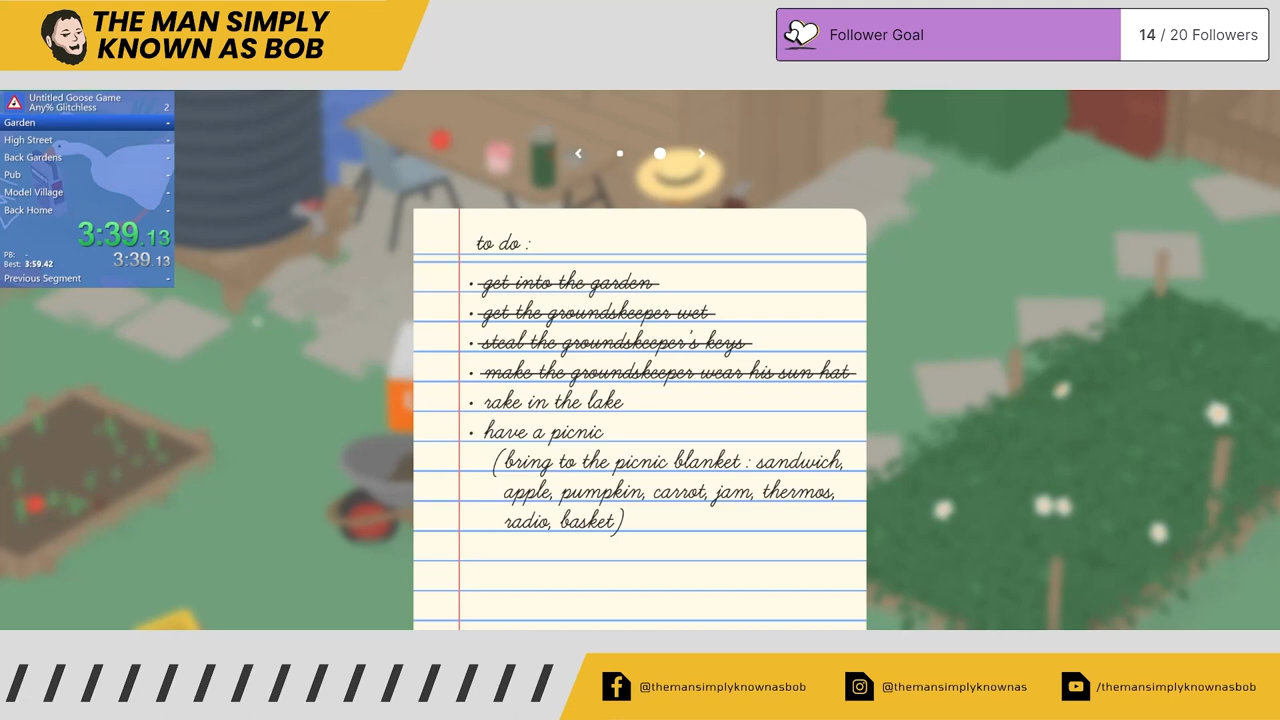 THE MAN SIMPLY
KNOWN AS BOB
Follower Goal
14 / 20 Followers
Untitled Goose Game
Any% Glitchless
2
Garden -
High Street -
Back Gardens -
Pub -
Model Village -
Back Home -
3:39.13
PB: -
Best: 3:59.42
3:39.13
Previous Segment -
to do :
• get into the garden
• get the groundskeeper wet
• steal the groundskeeper's keys
• make the groundskeeper wear his sun hat
• rake in the lake
• have a picnic
(bring to the picnic blanket : sandwich,
apple, pumpkin, carrot, jam, thermos,
radio, basket)
@themansimplyknownasbob
@themansimplyknownas
/themansimplyknownasbob